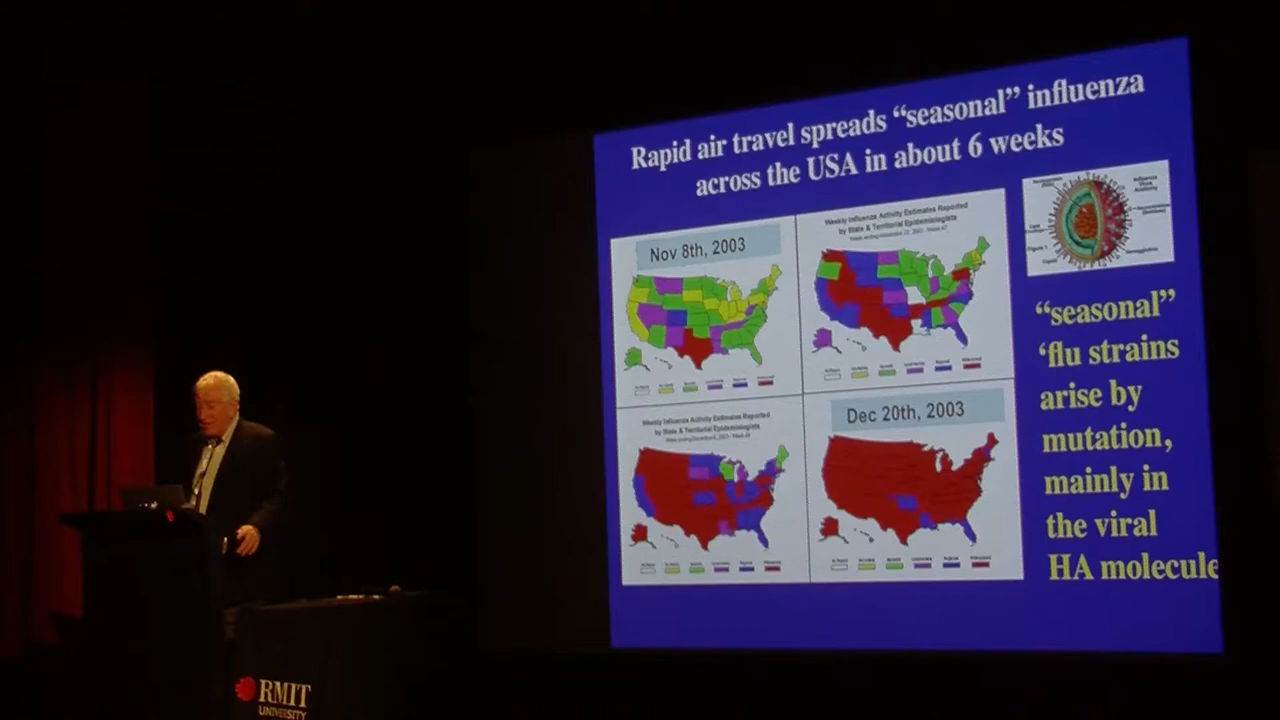 Rapid air travel spreads “seasonal” influenza
across the USA in about 6 weeks
Nov 8th, 2003
Weekly Influenza Activity Estimates Reported
by State & Territorial Epidemiologists
Weekly Influenza Activity Estimates Reported
by State & Territorial Epidemiologists
Dec 20th, 2003
“seasonal”
‘flu strains
arise by
mutation,
mainly in
the viral
HA molecule
RMIT
UNIVERSITY